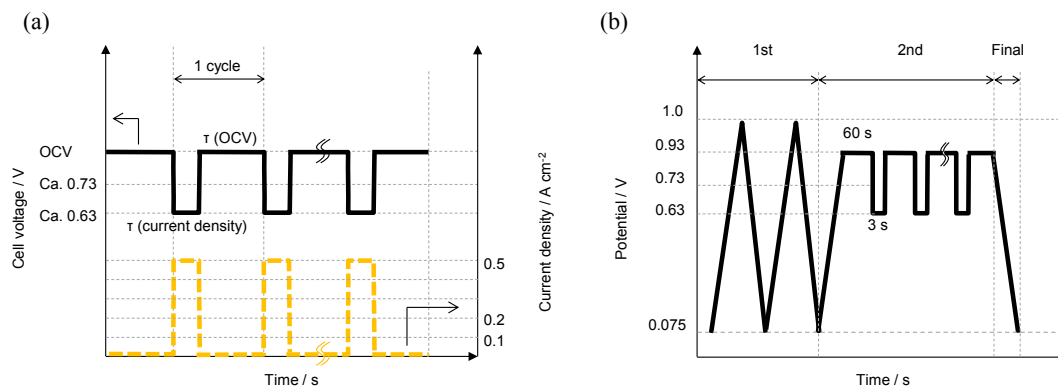 (a)
1 cycle
τ (OCV)
OCV
Ca. 0.73
Ca. 0.63
τ (current density)
0.5
0.2
0.1
Cell voltage / V
Current density / A cm⁻²
Time / s
(b)
1st
2nd
Final
1.0
0.93
0.73
0.63
0.075
60 s
3 s
Potential / V
Time / s